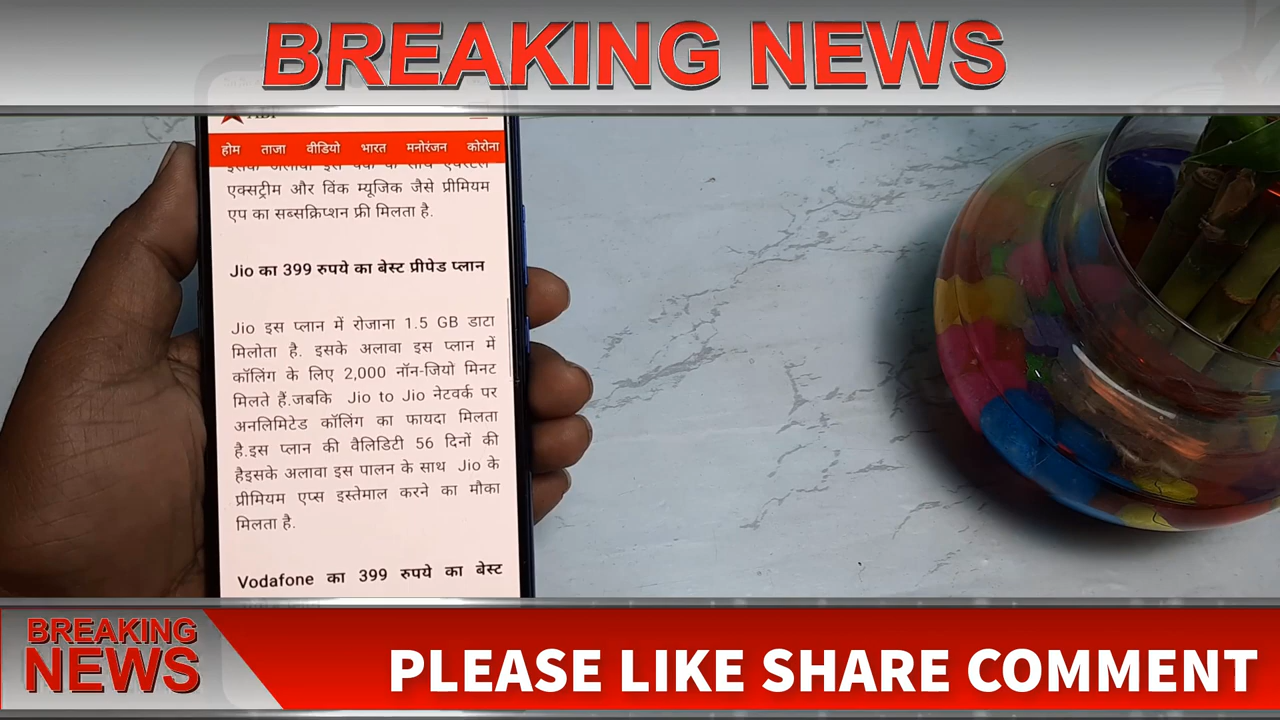 BREAKING NEWS
होम ताजा वीडियो भारत मनोरंजन कोरोना
एक्सट्रीम और विंक म्यूजिक जैसे प्रीमियम
एप का सब्सक्रिप्शन फ्री मिलता है.
Jio का 399 रुपये का बेस्ट प्रीपेड प्लान
Jio इस प्लान में रोजाना 1.5 GB डाटा
मिलोता है. इसके अलावा इस प्लान में
कॉलिंग के लिए 2,000 नॉन-जियो मिनट
मिलते हैं.जबकि Jio to Jio नेटवर्क पर
अनलिमिटेड कॉलिंग का फायदा मिलता
है.इस प्लान की वैलिडिटी 56 दिनों की
हैइसके अलावा इस पालन के साथ Jio के
प्रीमियम एप्स इस्तेमाल करने का मौका
मिलता है.
Vodafone का 399 रुपये का बेस्ट
BREAKING
NEWS
PLEASE LIKE SHARE COMMENT